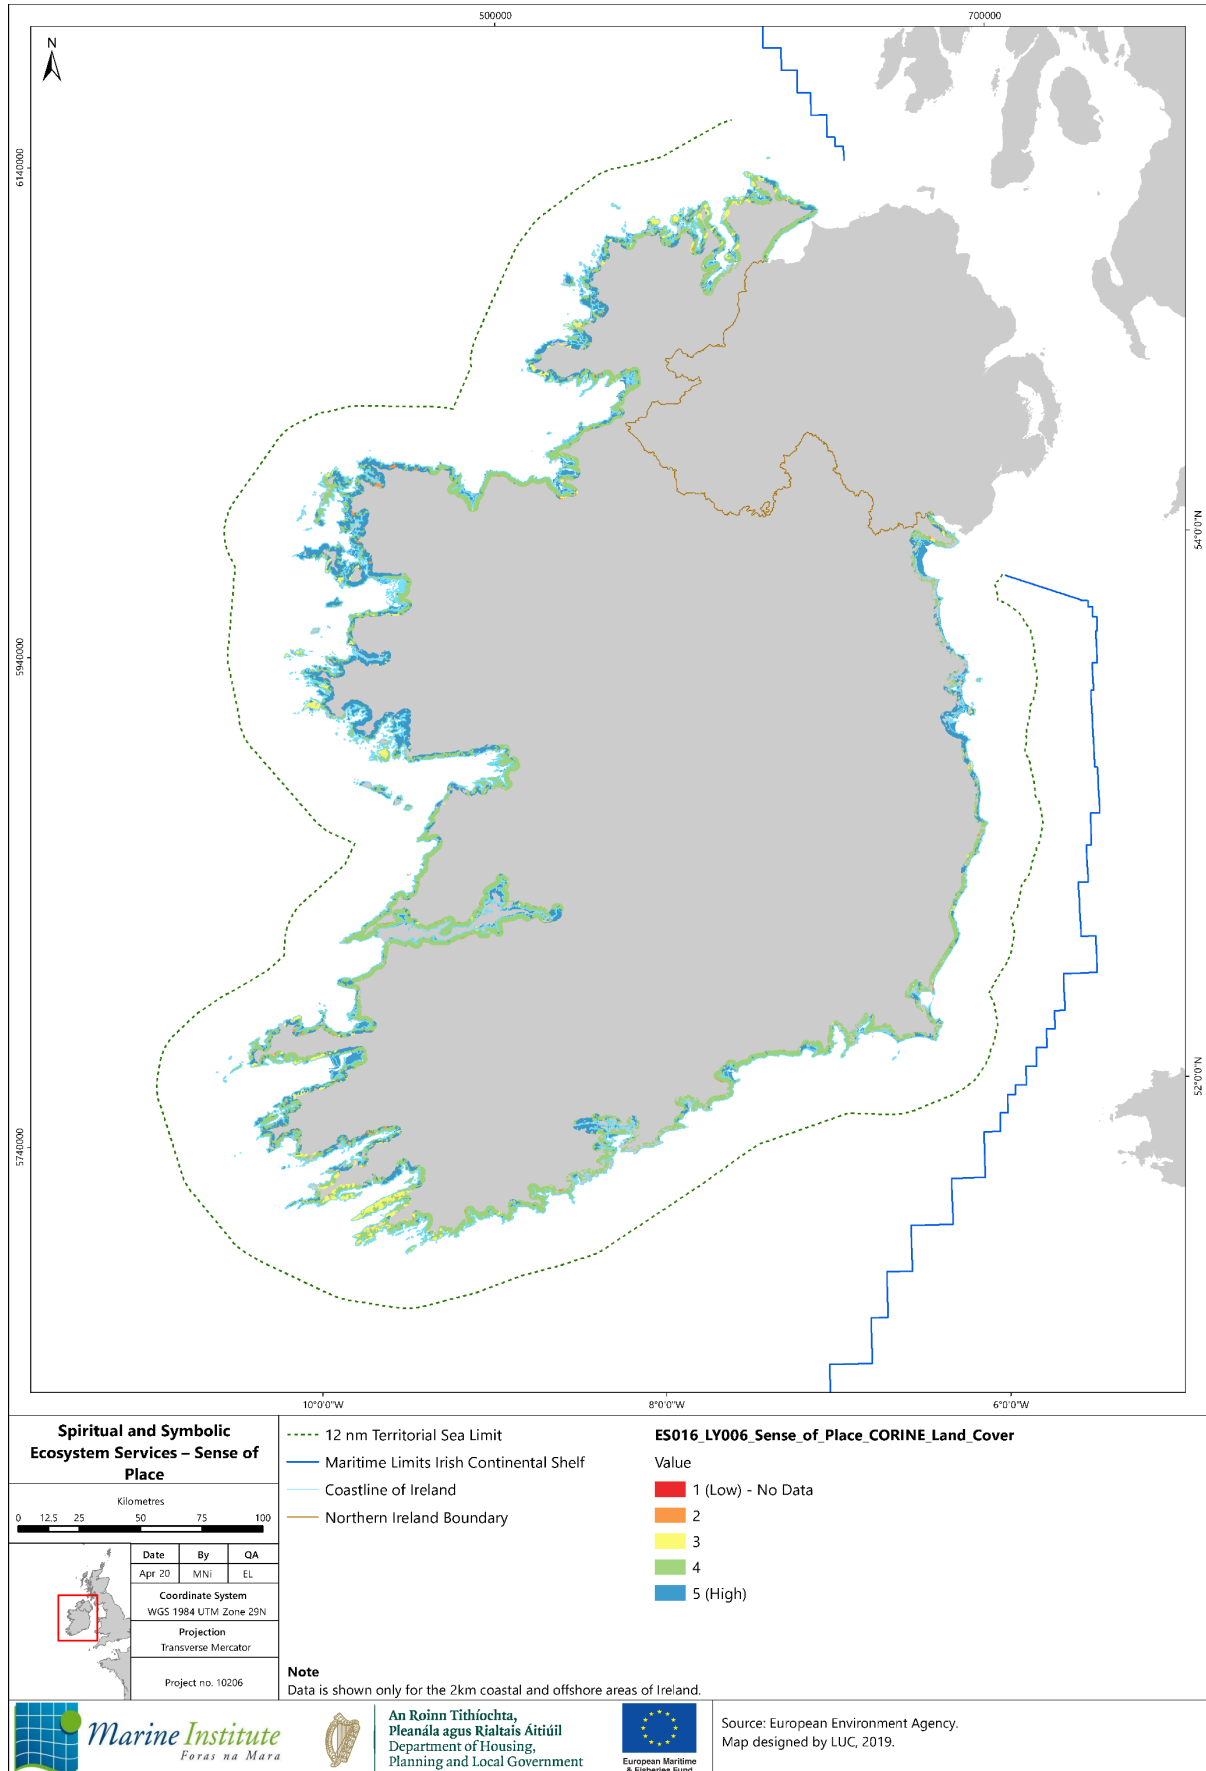 500000
700000
N
6140000
5940000
5740000
54°0'0"N
52°0'0"N
10°0'0"W
8°0'0"W
6°0'0"W
Spiritual and Symbolic
Ecosystem Services – Sense of
Place
Kilometres
0 12.5 25 50 75 100
Date By QA
Apr 20 MNi EL
Coordinate System
WGS 1984 UTM Zone 29N
Projection
Transverse Mercator
Project no. 10206
12 nm Territorial Sea Limit
Maritime Limits Irish Continental Shelf
Coastline of Ireland
Northern Ireland Boundary
ES016_LY006_Sense_of_Place_CORINE_Land_Cover
Value
1 (Low) - No Data
2
3
4
5 (High)
Note
Data is shown only for the 2km coastal and offshore areas of Ireland.
Marine Institute
Foras na Mara
An Roinn Tithíochta,
Pleanála agus Rialtais Áitiúil
Department of Housing,
Planning and Local Government
European Maritime
& Fisheries Fund
Source: European Environment Agency.
Map designed by LUC, 2019.